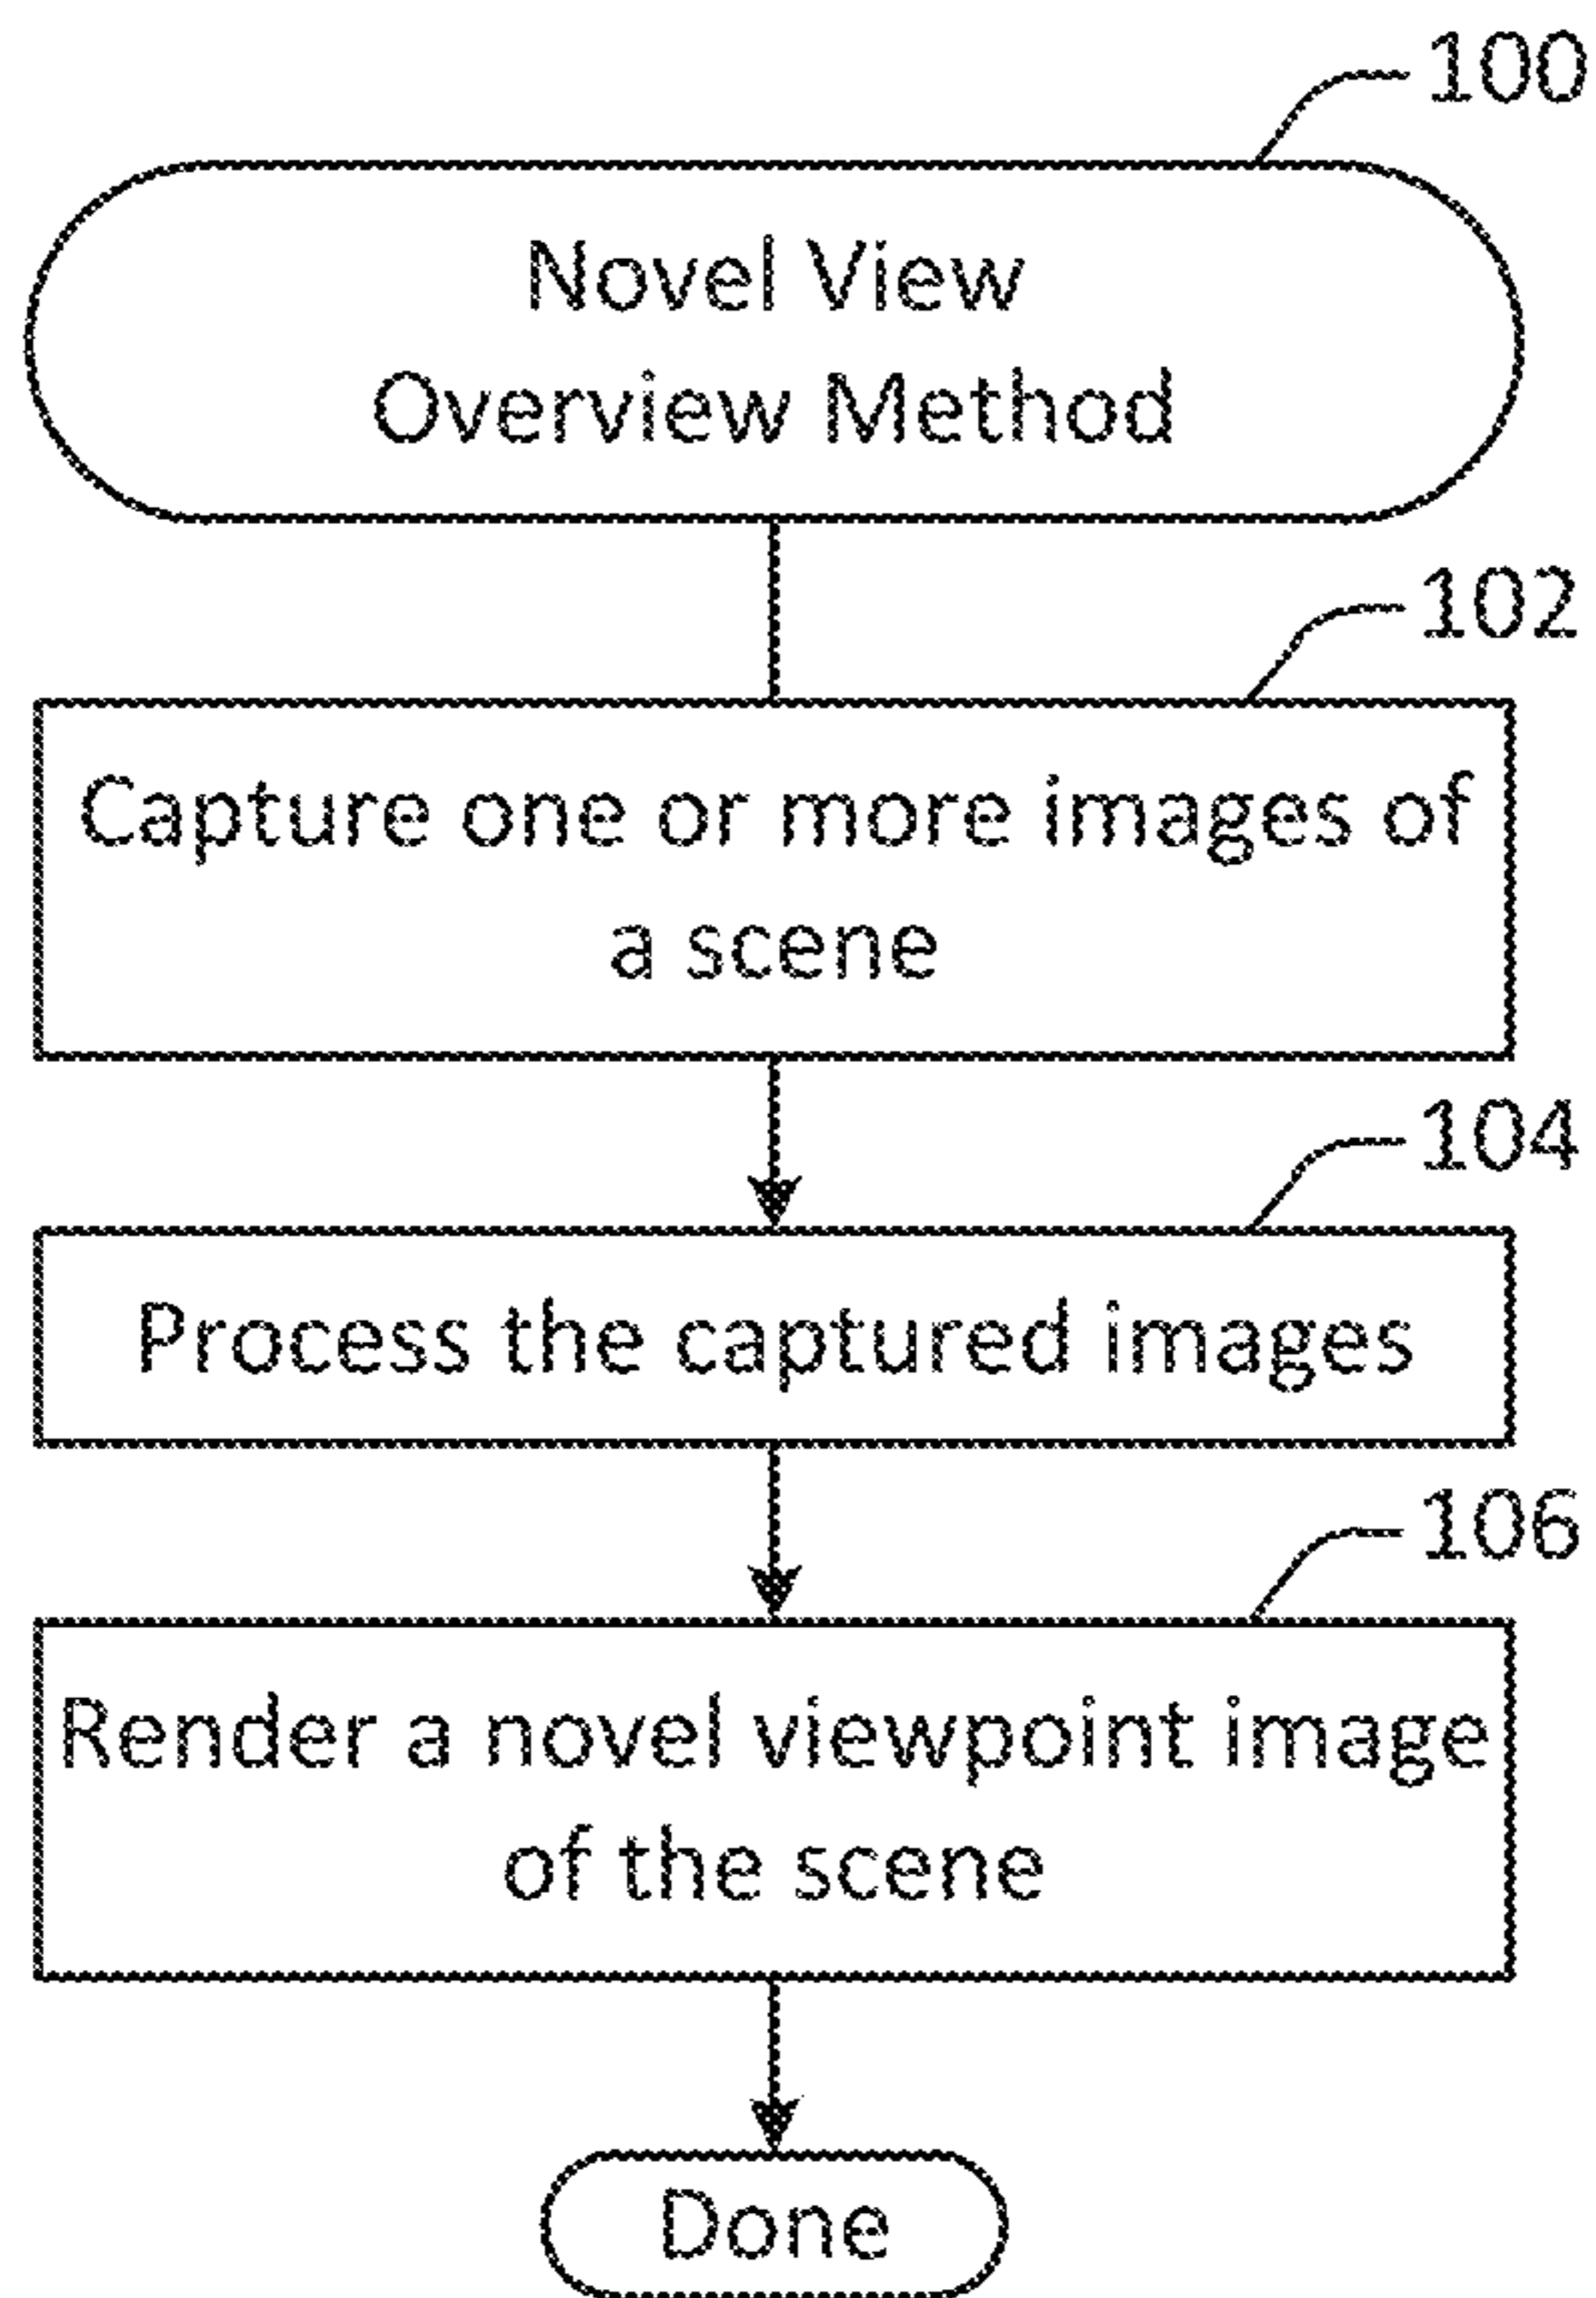 100
Novel View
Overview Method
102
Capture one or more images of
a scene
104
Process the captured images
106
Render a novel viewpoint image
of the scene
Done